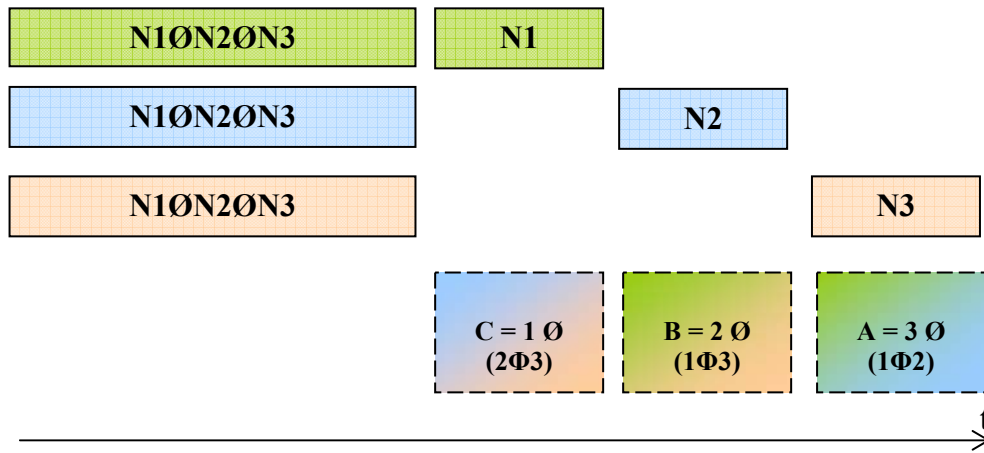 N1ØN2ØN3 N1
N1ØN2ØN3 N2
N1ØN2ØN3 N3
C = 1 Ø B = 2 Ø A = 3 Ø
(2Φ3) (1Φ3) (1Φ2)
t